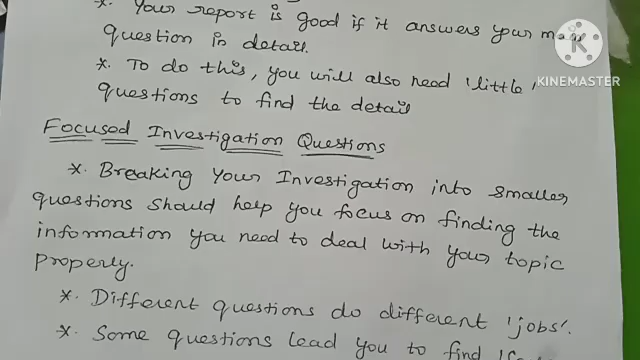 *. Your report is good if it answers your main
question in detail.
*. To do this, you will also need 'little'
questions to find the detail
Focused Investigation Questions
*. Breaking Your Investigation into smaller
questions should help you focus on finding the
information you need to deal with your topic
properly.
*. Different questions do different 'jobs'.
*. Some questions lead you to find
KINEMASTER